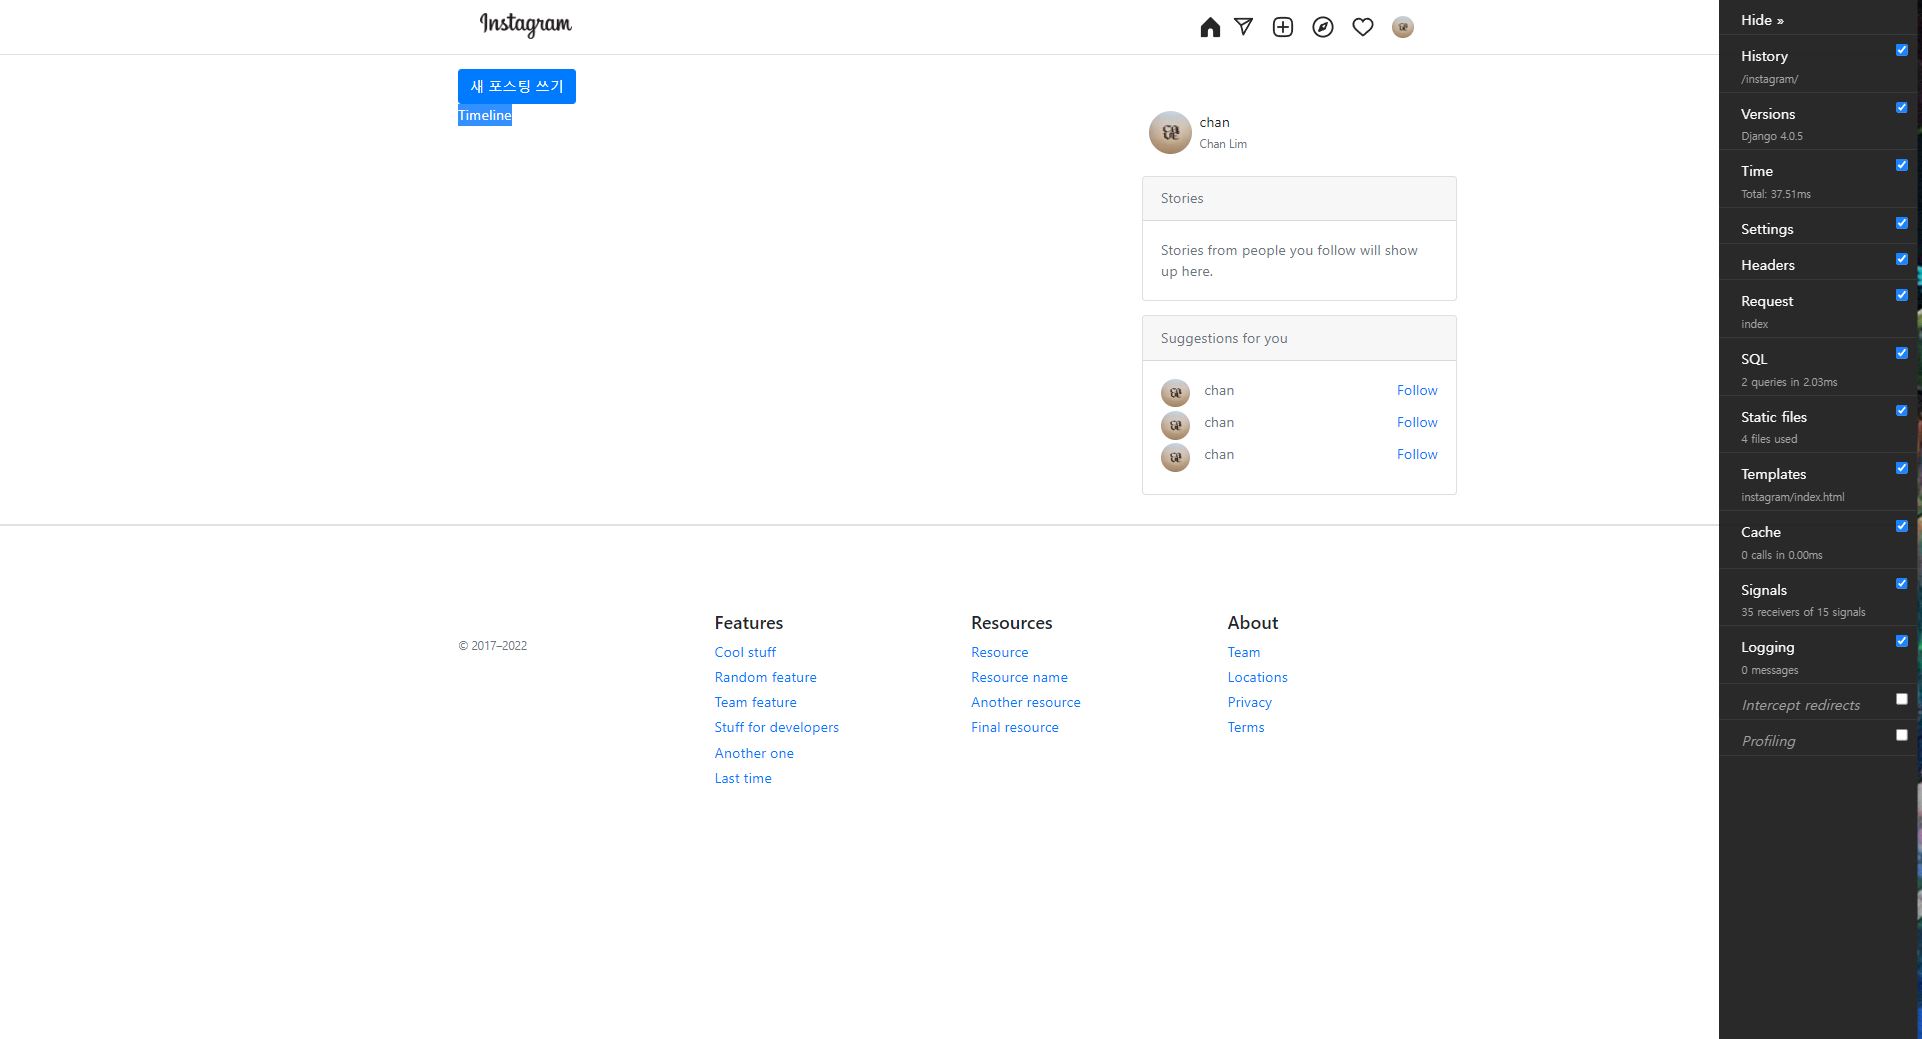 Instagram
새 포스팅 쓰기
Timeline
chan
Chan Lim
Stories
Stories from people you follow will show
up here.
Suggestions for you
chan Follow
chan Follow
chan Follow
© 2017–2022
Features
Cool stuff
Random feature
Team feature
Stuff for developers
Another one
Last time
Resources
Resource
Resource name
Another resource
Final resource
About
Team
Locations
Privacy
Terms
Hide »
History
/instagram/
Versions
Django 4.0.5
Time
Total: 37.51ms
Settings
Headers
Request
index
SQL
2 queries in 2.03ms
Static files
4 files used
Templates
instagram/index.html
Cache
0 calls in 0.00ms
Signals
35 receivers of 15 signals
Logging
0 messages
Intercept redirects
Profiling